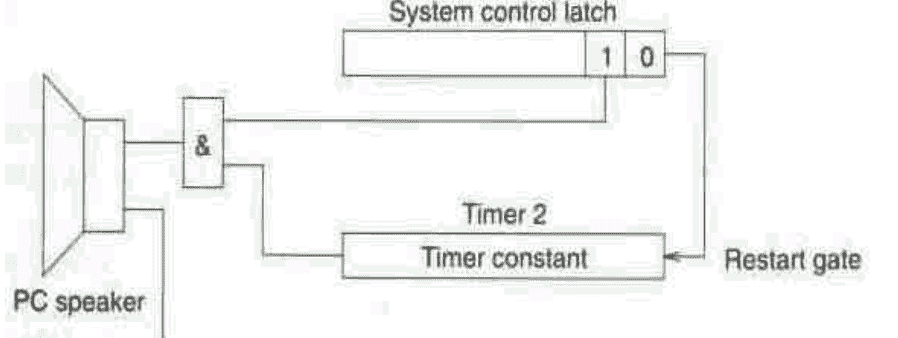 System control latch
1 0
&
Timer 2
Timer constant
Restart gate
PC speaker